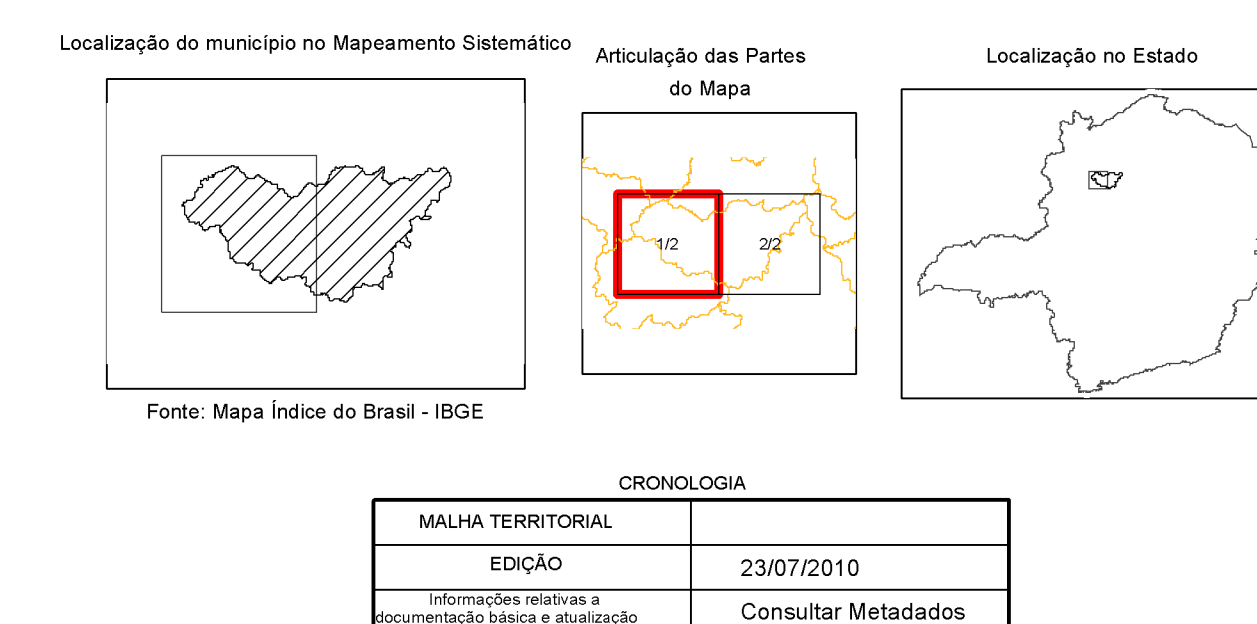 Localização do município no Mapeamento Sistemático
Articulação das Partes
do Mapa
Localização no Estado
1/2
2/2
Fonte: Mapa Índice do Brasil - IBGE
CRONOLOGIA
MALHA TERRITORIAL
EDIÇÃO
23/07/2010
Informações relativas a
documentação básica e atualização
Consultar Metadados